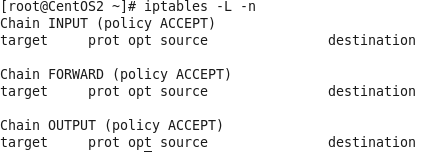 [root@CentOS2 ~]# iptables -L -n
Chain INPUT (policy ACCEPT)
target     prot opt source               destination

Chain FORWARD (policy ACCEPT)
target     prot opt source               destination

Chain OUTPUT (policy ACCEPT)
target     prot opt source               destination